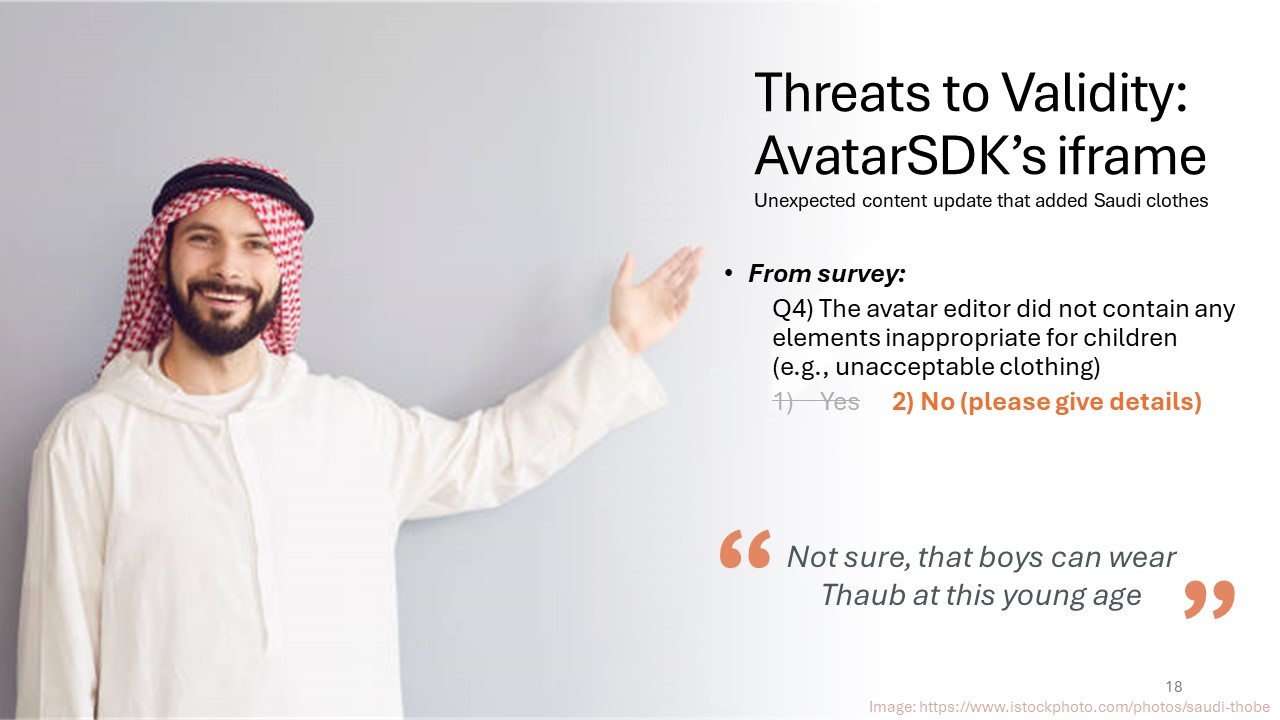 Threats to Validity:
AvatarSDK’s iframe
Unexpected content update that added Saudi clothes
• From survey:
Q4) The avatar editor did not contain any
elements inappropriate for children
(e.g., unacceptable clothing)
1) Yes 2) No (please give details)
“ Not sure, that boys can wear
Thaub at this young age ”
18
Image: https://www.istockphoto.com/photos/saudi-thobe